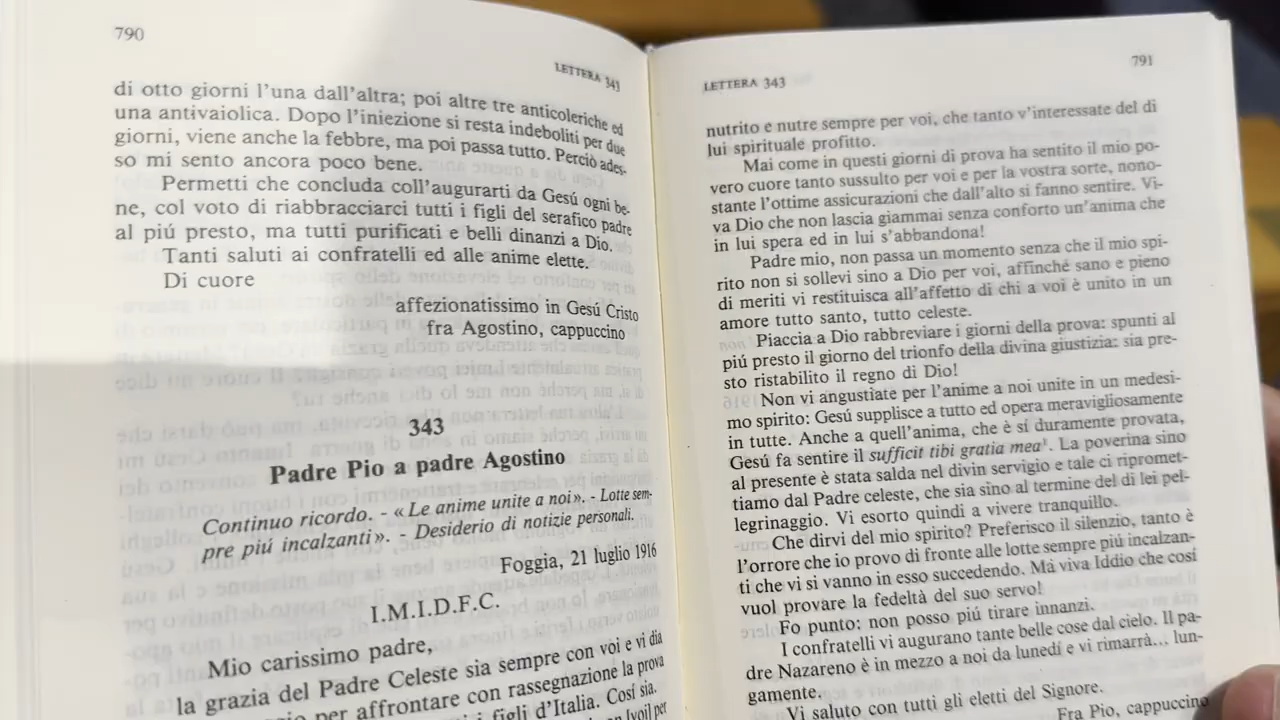 790
LETTERA 343
di otto giorni l'una dall'altra; poi altre tre anticoleriche ed
una antivaiolica. Dopo l'iniezione si resta indeboliti per due
giorni, viene anche la febbre, ma poi passa tutto. Perciò ades-
so mi sento ancora poco bene.
Permetti che concluda coll'augurarti da Gesú ogni be-
ne, col voto di riabbracciarci tutti i figli del serafico padre
al piú presto, ma tutti purificati e belli dinanzi a Dio.
Tanti saluti ai confratelli ed alle anime elette.
Di cuore
affezionatissimo in Gesú Cristo
fra Agostino, cappuccino
343
Padre Pio a padre Agostino
Continuo ricordo. - «Le anime unite a noi». - Lotte sem-
pre piú incalzanti». - Desiderio di notizie personali.
Foggia, 21 luglio 1916
I.M.I.D.F.C.
Mio carissimo padre,
la grazia del Padre Celeste sia sempre con voi e vi dia
per affrontare con rassegnazione la prova
figli d'Italia. Cosí sia.
per
LETTERA 343
791
nutrito e nutre sempre per voi, che tanto v'interessate del di
lui spirituale profitto.
Mai come in questi giorni di prova ha sentito il mio po-
vero cuore tanto sussulto per voi e per la vostra sorte, nono-
stante l'ottime assicurazioni che dall'alto si fanno sentire. Vi-
va Dio che non lascia giammai senza conforto un'anima che
in lui spera ed in lui s'abbandona!
Padre mio, non passa un momento senza che il mio spi-
rito non si sollevi sino a Dio per voi, affinché sano e pieno
di meriti vi restituisca all'affetto di chi a voi è unito in un
amore tutto santo, tutto celeste.
Piaccia a Dio rabbreviare i giorni della prova: spunti al
piú presto il giorno del trionfo della divina giustizia: sia pre-
sto ristabilito il regno di Dio!
Non vi angustiate per l'anime a noi unite in un medesi-
mo spirito: Gesú supplisce a tutto ed opera meravigliosamente
in tutte. Anche a quell'anima, che è sí duramente provata,
Gesú fa sentire il sufficit tibi gratia mea¹. La poverina sino
al presente è stata salda nel divin servigio e tale ci ripromet-
tiamo dal Padre celeste, che sia sino al termine del di lei pel-
legrinaggio. Vi esorto quindi a vivere tranquillo.
Che dirvi del mio spirito? Preferisco il silenzio, tanto è
l'orrore che io provo di fronte alle lotte sempre piú incalzan-
ti che vi si vanno in esso succedendo. Ma viva Iddio che cosí
vuol provare la fedeltà del suo servo!
Fo punto: non posso piú tirare innanzi.
I confratelli vi augurano tante belle cose dal cielo. Il pa-
dre Nazareno è in mezzo a noi da lunedí e vi rimarrà... lun-
gamente.
Vi saluto con tutti gli eletti del Signore.
Fra Pio, cappuccino